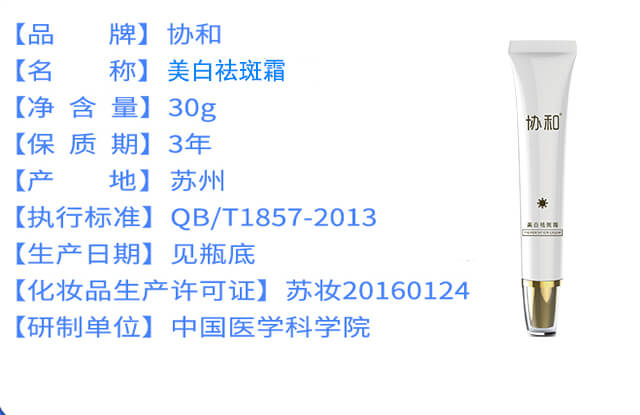 【品 牌】协和
【名 称】美白祛斑霜
【净 含 量】30g
【保 质 期】3年
【产 地】苏州
【执行标准】QB/T1857-2013
【生产日期】见瓶底
【化妆品生产许可证】苏妆20160124
【研制单位】中国医学科学院
协和
美白祛斑霜